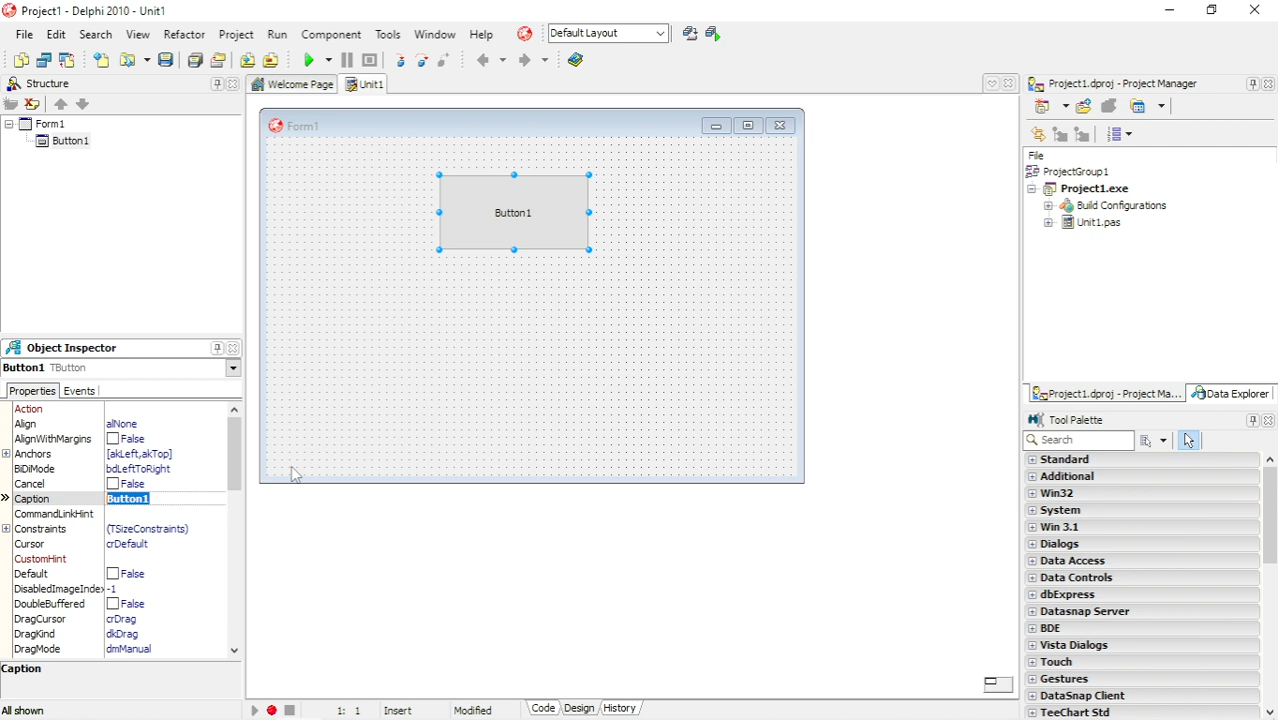 Project1 - Delphi 2010 - Unit1
File Edit Search View Refactor Project Run Component Tools Window Help Default Layout
Structure
Form1
Button1
Object Inspector
Button1 TButton
Properties Events
Action
Align alNone
AlignWithMargins False
Anchors [akLeft,akTop]
BiDiMode bdLeftToRight
Cancel False
Caption Button1
CommandLinkHint
Constraints (TSizeConstraints)
Cursor crDefault
CustomHint
Default False
DisabledImageIndex -1
DoubleBuffered False
DragCursor crDrag
DragKind dkDrag
DragMode dmManual
Caption
All shown
Welcome Page Unit1
Form1
Button1
1: 1 Insert Modified Code Design History
Project1.dproj - Project Manager
File
ProjectGroup1
Project1.exe
Build Configurations
Unit1.pas
Project1.dproj - Project Ma... Data Explorer
Tool Palette
Search
Standard
Additional
Win32
System
Win 3.1
Dialogs
Data Access
Data Controls
dbExpress
Datasnap Server
BDE
Vista Dialogs
Touch
Gestures
DataSnap Client
TeeChart Std